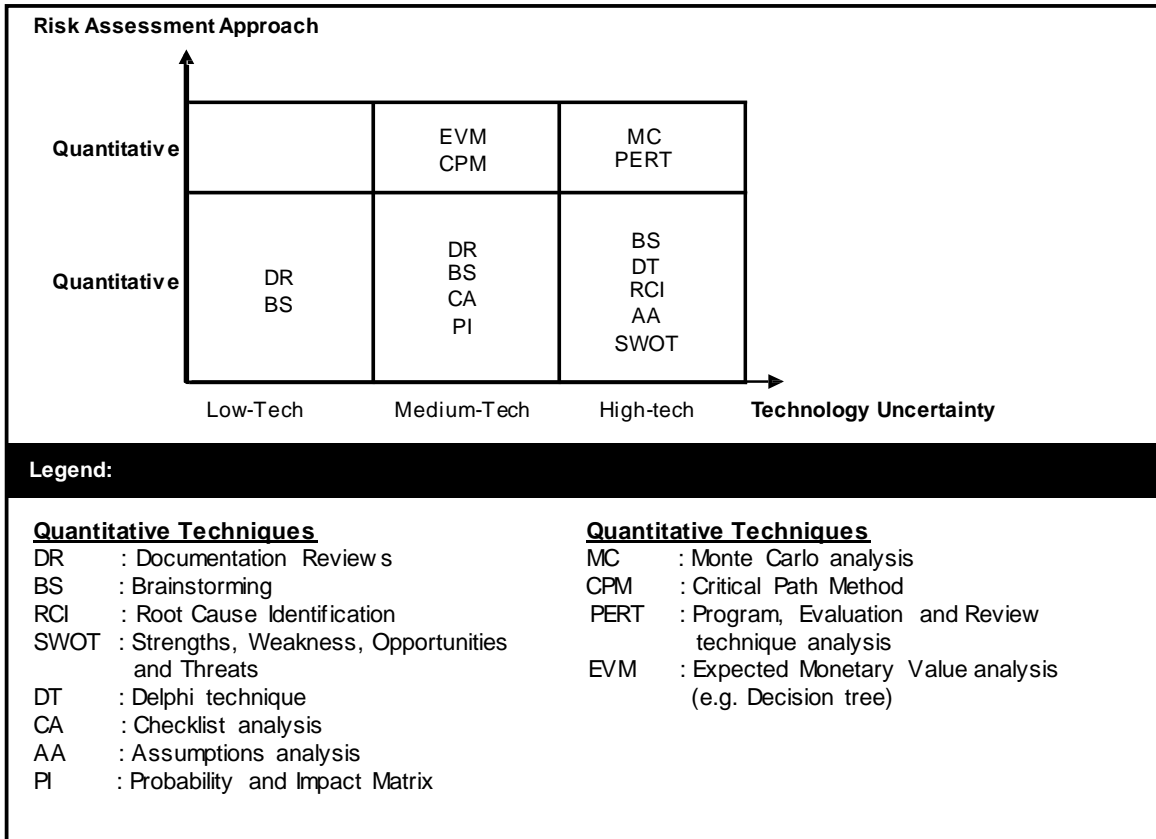 Risk Assessment Approach
Quantitative
EVM
CPM
MC
PERT
Quantitative
DR
BS
DR
BS
CA
PI
BS
DT
RCI
AA
SWOT
Low-Tech
Medium-Tech
High-tech
Technology Uncertainty
Legend:
Quantitative Techniques
DR : Documentation Reviews
BS : Brainstorming
RCI : Root Cause Identification
SWOT : Strengths, Weakness, Opportunities
and Threats
DT : Delphi technique
CA : Checklist analysis
AA : Assumptions analysis
PI : Probability and Impact Matrix
Quantitative Techniques
MC : Monte Carlo analysis
CPM : Critical Path Method
PERT : Program, Evaluation and Review
technique analysis
EVM : Expected Monetary Value analysis
(e.g. Decision tree)